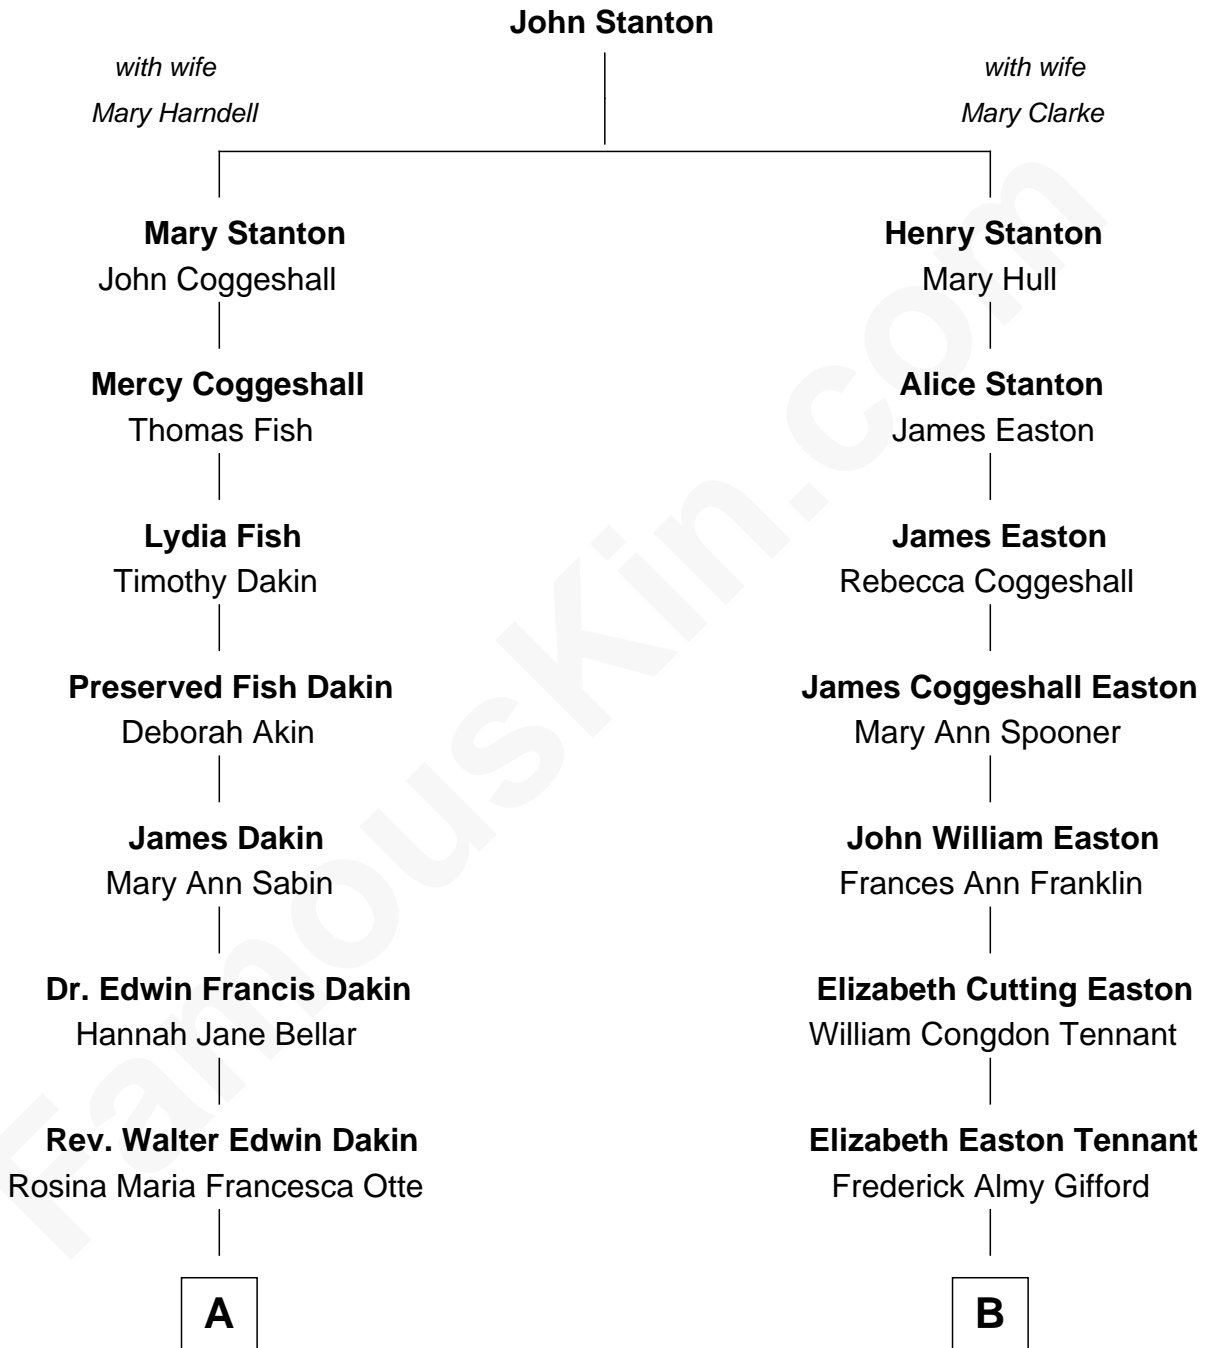 John Stanton
with wife
Mary Harndell
with wife
Mary Clarke
Mary Stanton
John Coggeshall
Henry Stanton
Mary Hull
Mercy Coggeshall
Thomas Fish
Alice Stanton
James Easton
Lydia Fish
Timothy Dakin
James Easton
Rebecca Coggeshall
Preserved Fish Dakin
Deborah Akin
James Coggeshall Easton
Mary Ann Spooner
James Dakin
Mary Ann Sabin
John William Easton
Frances Ann Franklin
Dr. Edwin Francis Dakin
Hannah Jane Bellar
Elizabeth Cutting Easton
William Congdon Tennant
Rev. Walter Edwin Dakin
Rosina Maria Francesca Otte
Elizabeth Easton Tennant
Frederick Almy Gifford
A
B
FamousKin.com